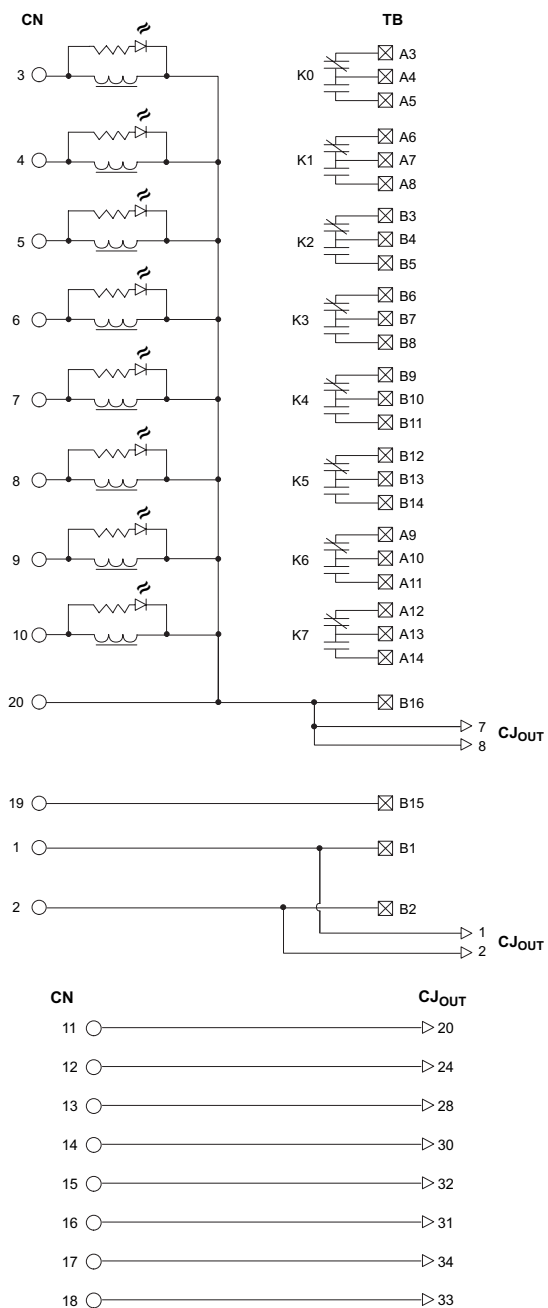 CN TB
3 K0 A3
A4
A5
4 K1 A6
A7
A8
5 K2 B3
B4
B5
6 K3 B6
B7
B8
7 K4 B9
B10
B11
8 K5 B12
B13
B14
9 K6 A9
A10
A11
10 K7 A12
A13
A14
20 B16
7
8
CJOUT
19 B15
1 B1
2 B2
1
2
CJOUT
CN CJOUT
11 20
12 24
13 28
14 30
15 32
16 31
17 34
18 33